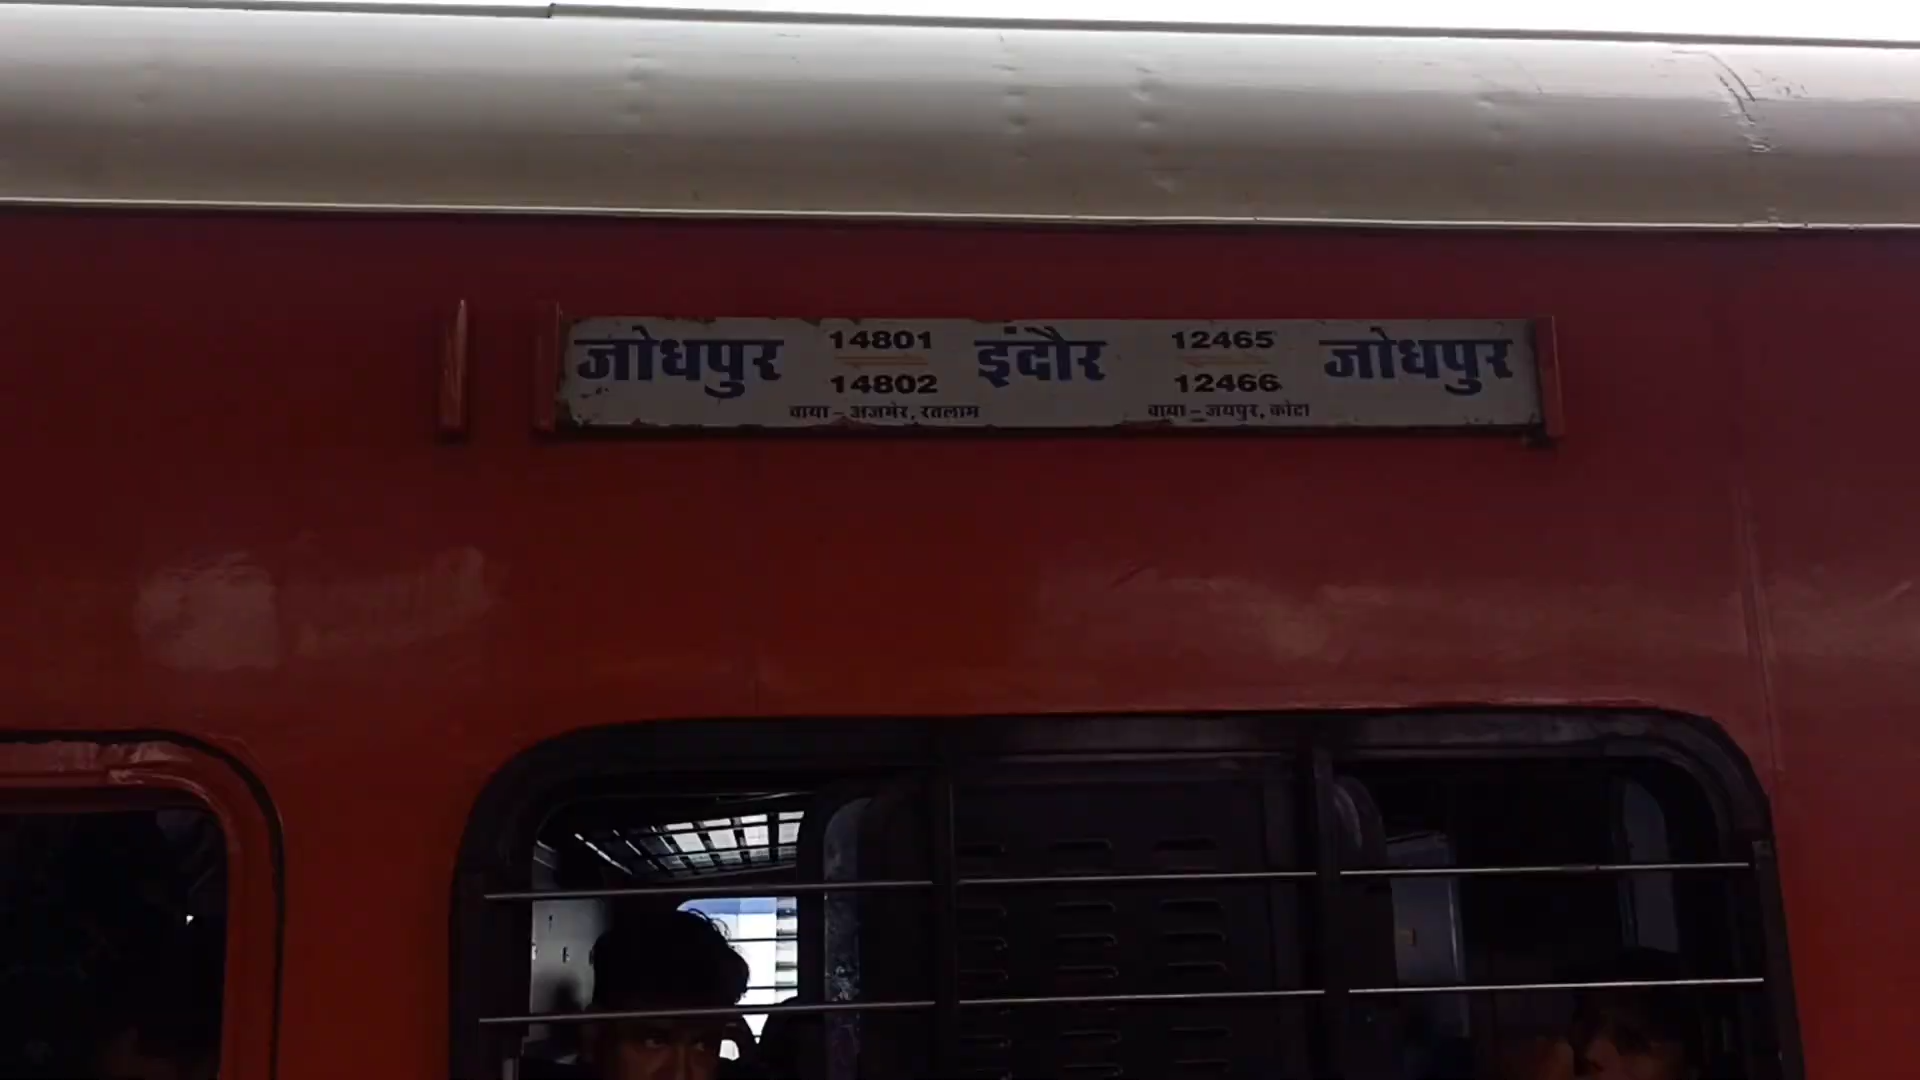 जोधपुर 14801 इंदौर 12465 जोधपुर
14802 12466
वाया - अजमेर, रतलाम वाया - जयपुर, कोटा